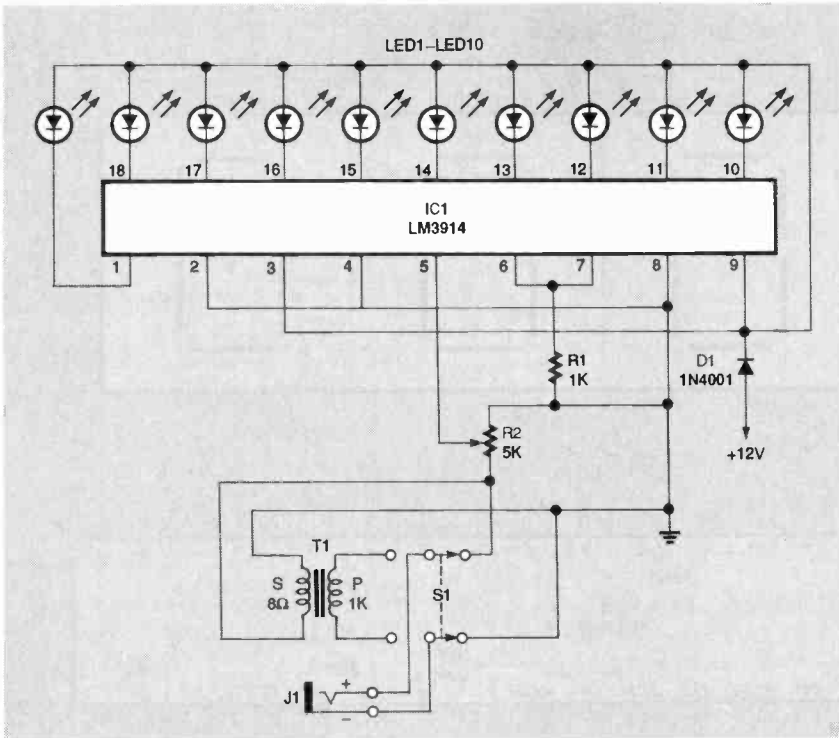 LED1–LED10
18 17 16 15 14 13 12 11 10
IC1
LM3914
1 2 3 4 5 6 7 8 9
R1
1K
D1
1N4001
R2
5K
+12V
T1
S P
8Ω 1K
S1
J1 +
–